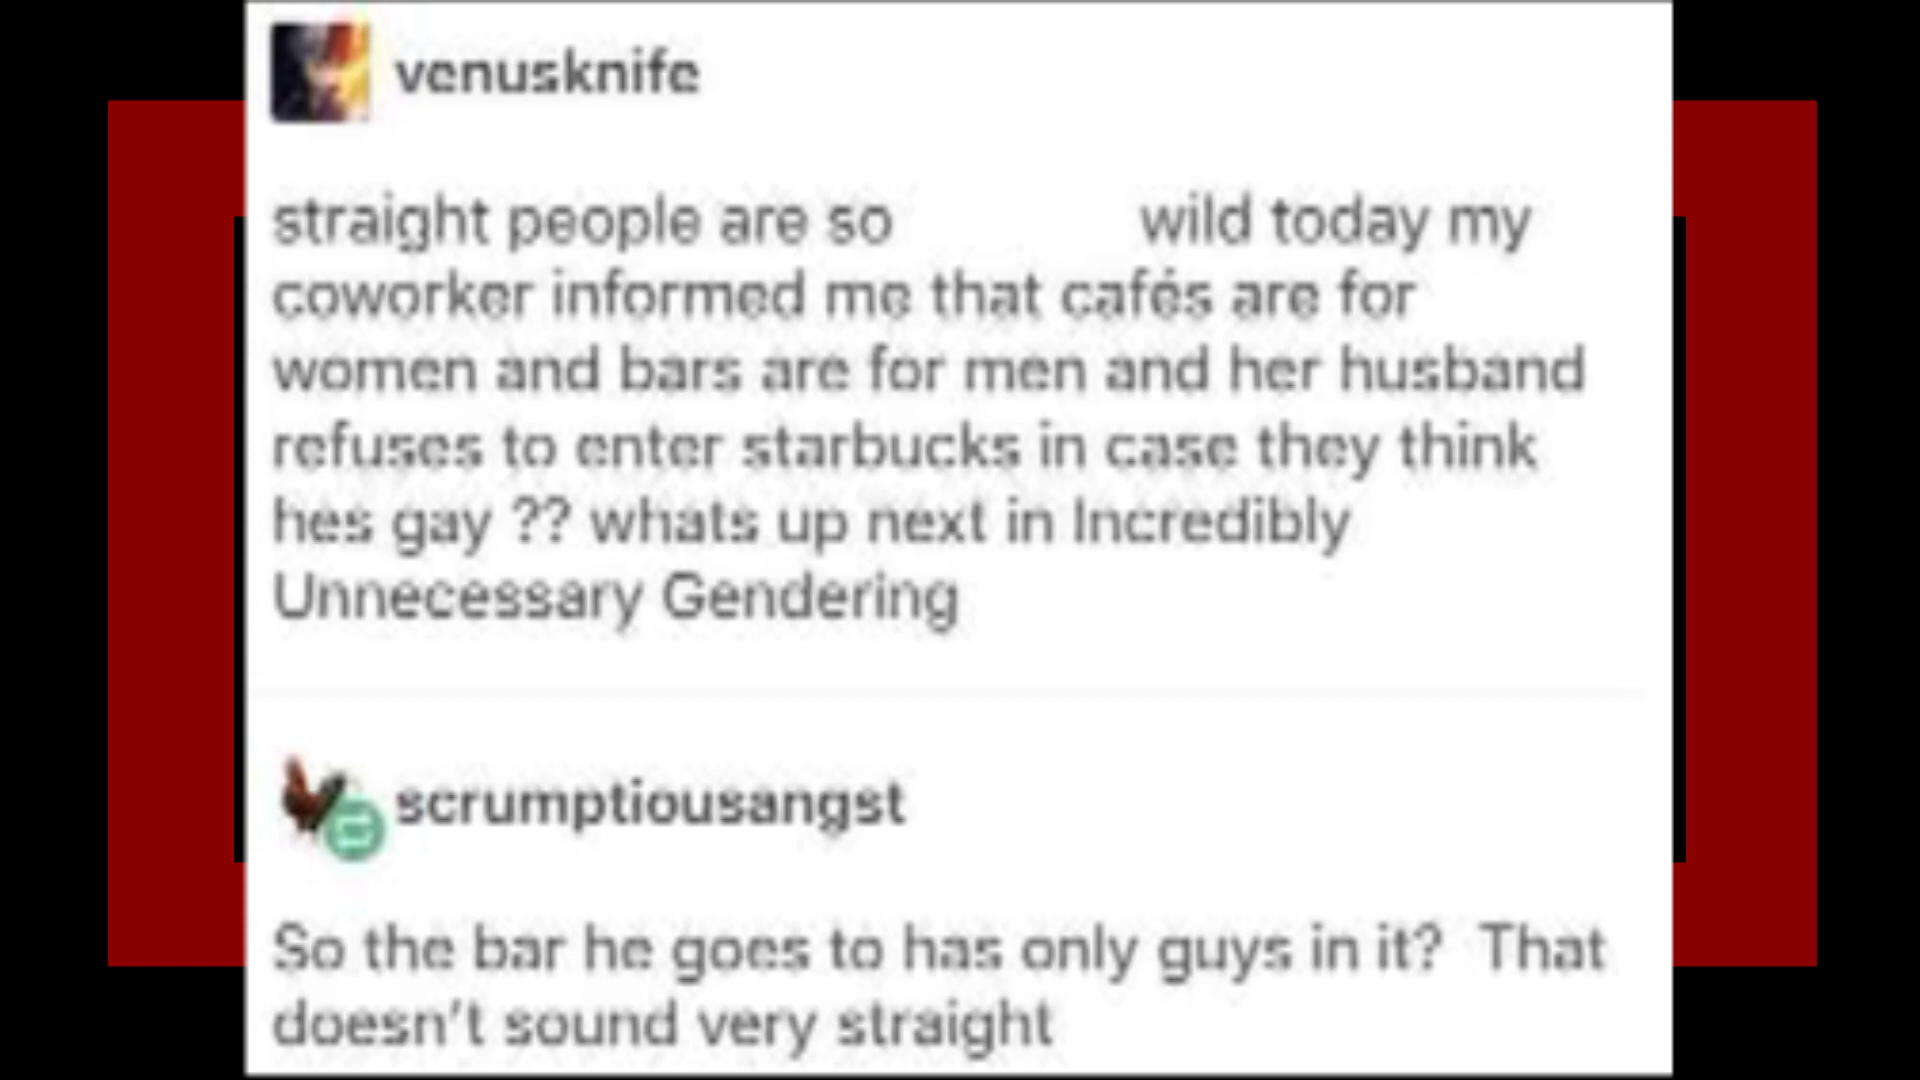 venusknife
straight people are so wild today my
coworker informed me that cafés are for
women and bars are for men and her husband
refuses to enter starbucks in case they think
hes gay ?? whats up next in Incredibly
Unnecessary Gendering
scrumptiousangst
So the bar he goes to has only guys in it? That
doesn't sound very straight